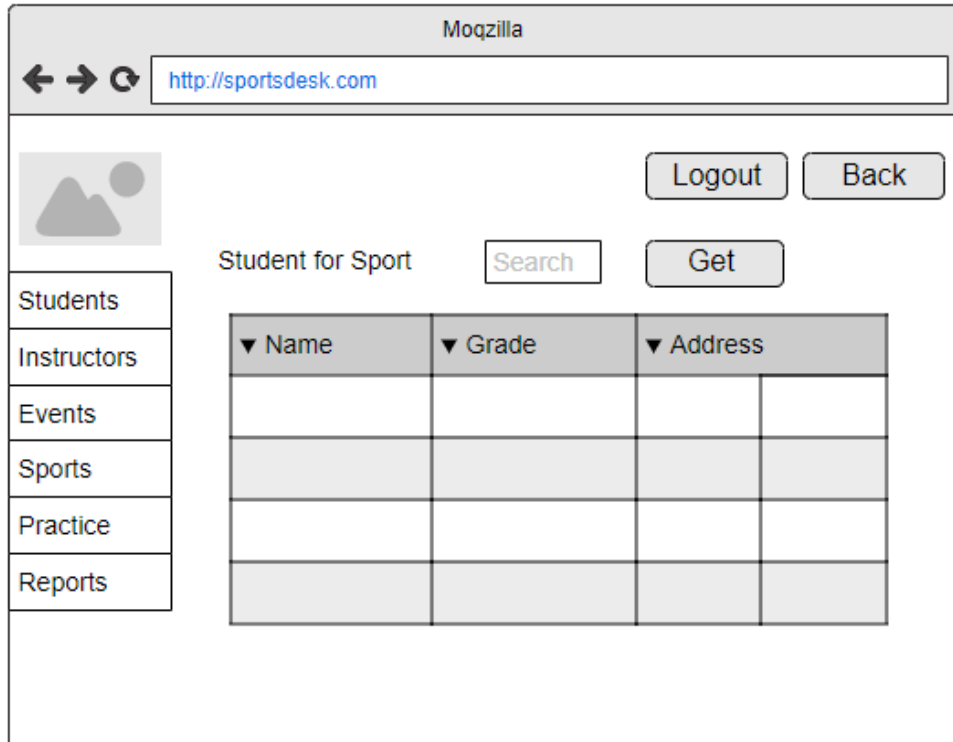 Moqzilla
http://sportsdesk.com
Logout Back
Student for Sport Search Get
Students
Instructors
Events
Sports
Practice
Reports
▼ Name ▼ Grade ▼ Address